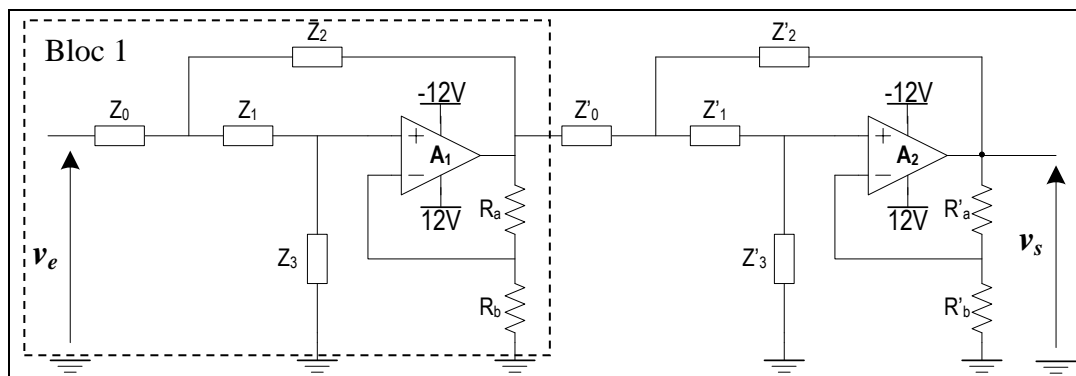 Bloc 1
Z2
Z'2
-12V
-12V
Z0
Z1
Z'0
Z'1
+
A1
−
+
A2
−
12V
12V
Ra
R'a
ve
Z3
Z'3
vs
Rb
R'b